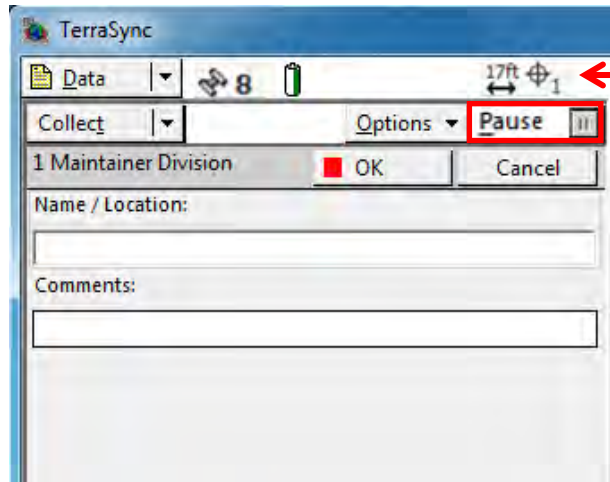 TerraSync
Data 8 17ft 1
Collect Options Pause
1 Maintainer Division OK Cancel
Name / Location:
Comments: